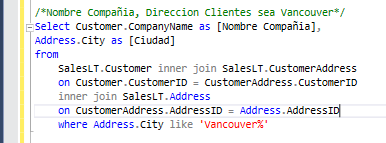 /*Nombre Compañia, Direccion Clientes sea Vancouver*/
Select Customer.CompanyName as [Nombre Compañia],
Address.City as [Ciudad]
from
SalesLT.Customer inner join SalesLT.CustomerAddress
on Customer.CustomerID = CustomerAddress.CustomerID
inner join SalesLT.Address
on CustomerAddress.AddressID = Address.AddressID
where Address.City like 'Vancouver%'